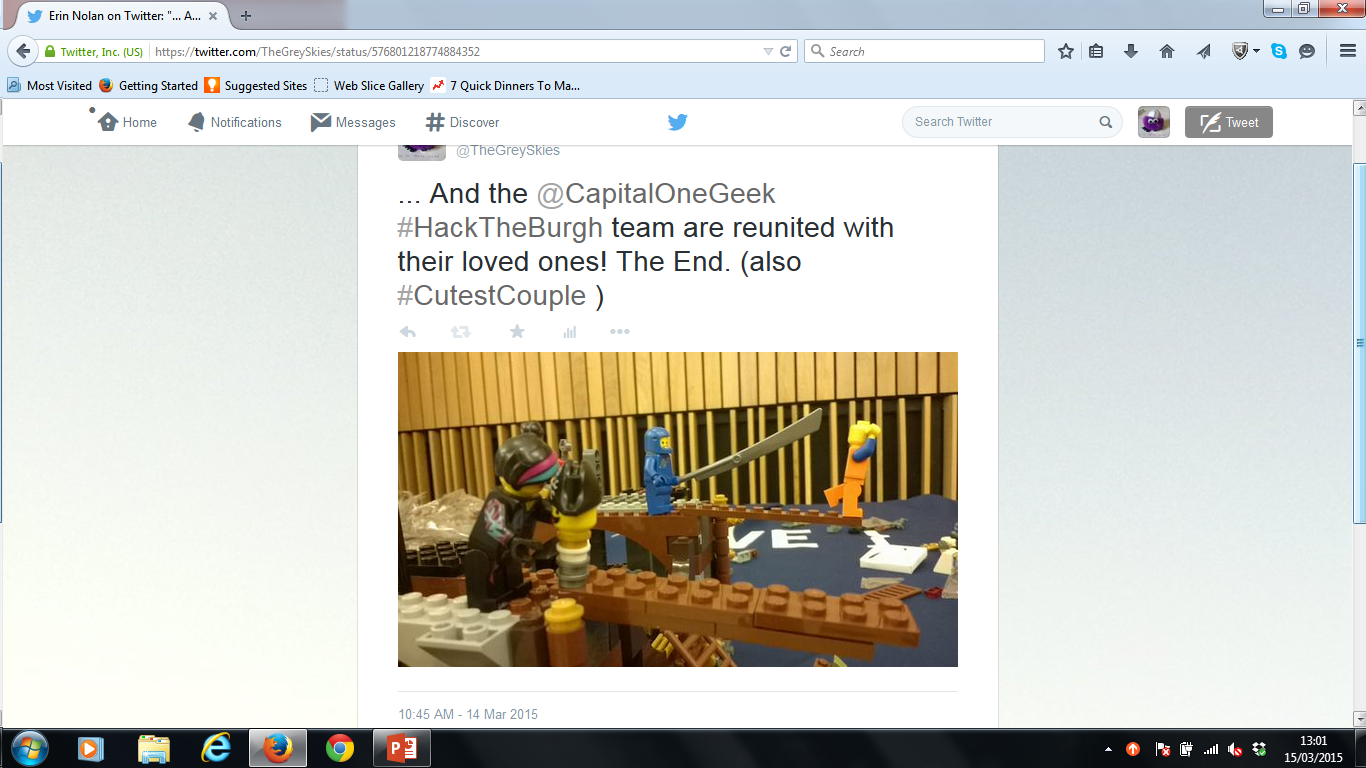 Erin Nolan on Twitter: "... A...
Twitter, Inc. (US) https://twitter.com/TheGreySkies/status/576801218774884352 Search
Most Visited Getting Started Suggested Sites Web Slice Gallery 7 Quick Dinners To Ma...
Home Notifications Messages Discover Search Twitter Tweet
@TheGreySkies
... And the @CapitalOneGeek
#HackTheBurgh team are reunited with
their loved ones! The End. (also
#CutestCouple )
VE
10:45 AM - 14 Mar 2015
13:01
15/03/2015